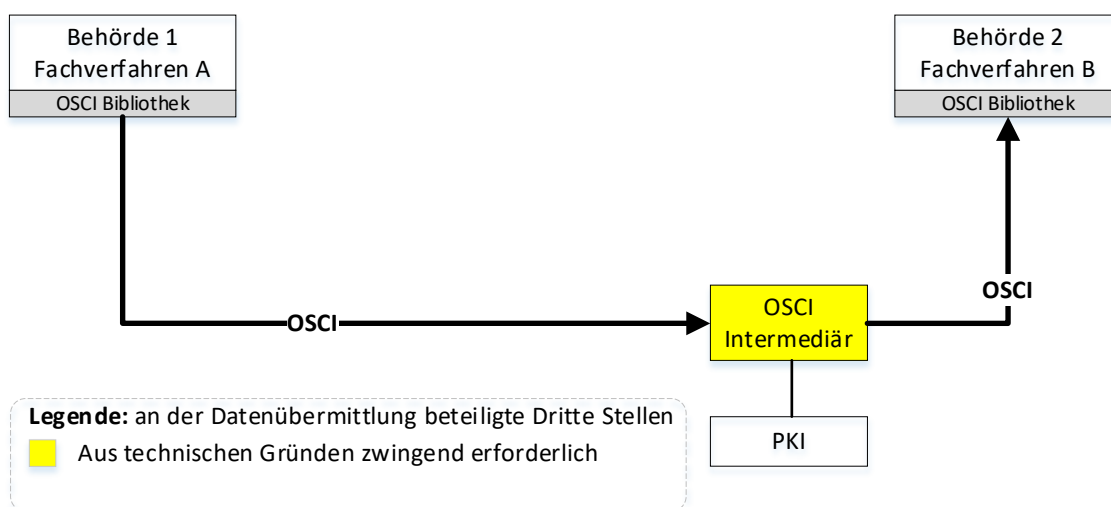 Behörde 1
Fachverfahren A
OSCI Bibliothek
Behörde 2
Fachverfahren B
OSCI Bibliothek
OSCI
OSCI
Intermediär
OSCI
PKI
Legende: an der Datenübermittlung beteiligte Dritte Stellen
Aus technischen Gründen zwingend erforderlich